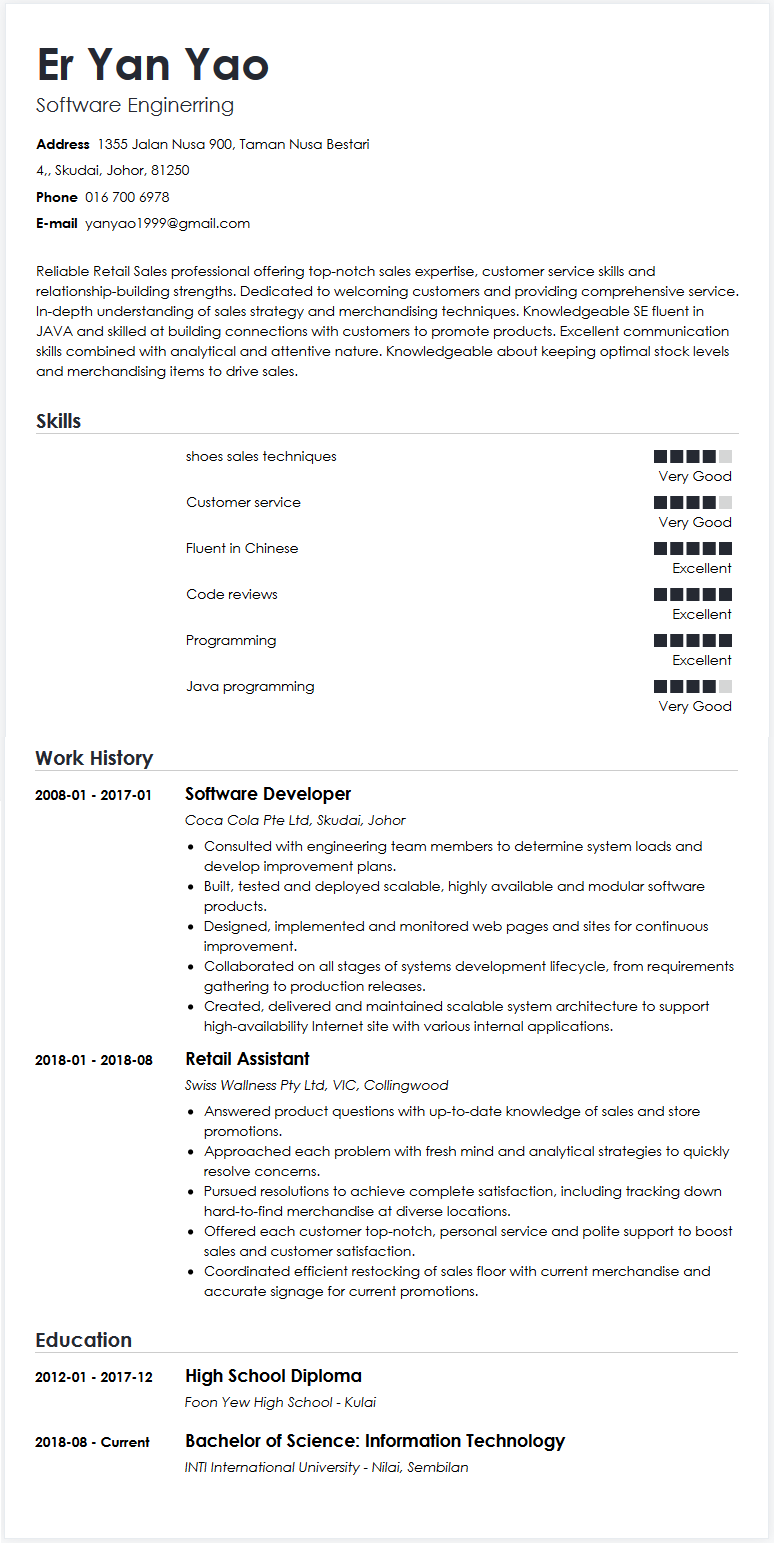 Er Yan Yao
Software Enginerring
Address 1355 Jalan Nusa 900, Taman Nusa Bestari
4,, Skudai, Johor, 81250
Phone 016 700 6978
E-mail yanyao1999@gmail.com
Reliable Retail Sales professional offering top-notch sales expertise, customer service skills and
relationship-building strengths. Dedicated to welcoming customers and providing comprehensive service.
In-depth understanding of sales strategy and merchandising techniques. Knowledgeable SE fluent in
JAVA and skilled at building connections with customers to promote products. Excellent communication
skills combined with analytical and attentive nature. Knowledgeable about keeping optimal stock levels
and merchandising items to drive sales.
Skills
shoes sales techniques
Very Good
Customer service
Very Good
Fluent in Chinese
Excellent
Code reviews
Excellent
Programming
Excellent
Java programming
Very Good
Work History
2008-01 - 2017-01 Software Developer
Coca Cola Pte Ltd, Skudai, Johor
• Consulted with engineering team members to determine system loads and
develop improvement plans.
• Built, tested and deployed scalable, highly available and modular software
products.
• Designed, implemented and monitored web pages and sites for continuous
improvement.
• Collaborated on all stages of systems development lifecycle, from requirements
gathering to production releases.
• Created, delivered and maintained scalable system architecture to support
high-availability Internet site with various internal applications.
2018-01 - 2018-08 Retail Assistant
Swiss Wallness Pty Ltd, VIC, Collingwood
• Answered product questions with up-to-date knowledge of sales and store
promotions.
• Approached each problem with fresh mind and analytical strategies to quickly
resolve concerns.
• Pursued resolutions to achieve complete satisfaction, including tracking down
hard-to-find merchandise at diverse locations.
• Offered each customer top-notch, personal service and polite support to boost
sales and customer satisfaction.
• Coordinated efficient restocking of sales floor with current merchandise and
accurate signage for current promotions.
Education
2012-01 - 2017-12 High School Diploma
Foon Yew High School - Kulai
2018-08 - Current Bachelor of Science: Information Technology
INTI International University - Nilai, Sembilan